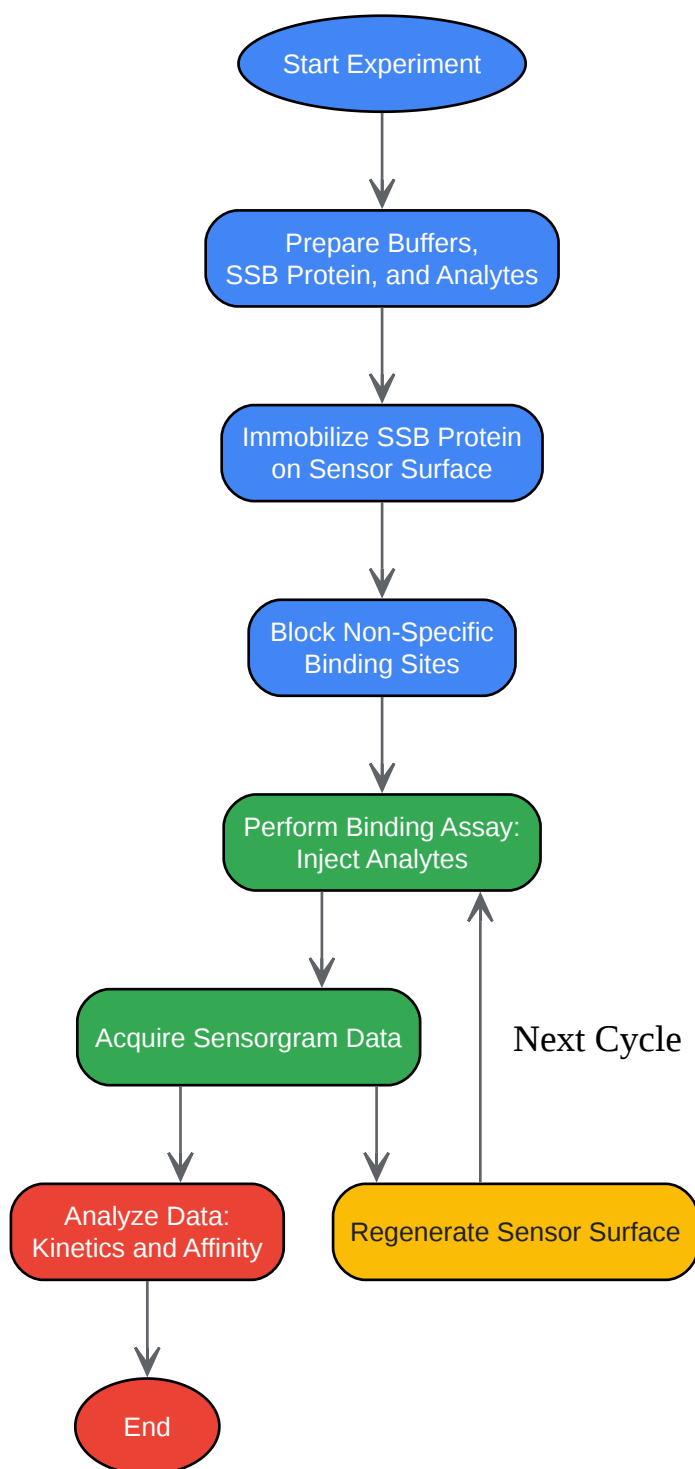 Start Experiment
Prepare Buffers,
SSB Protein, and Analytes
Immobilize SSB Protein
on Sensor Surface
Block Non-Specific
Binding Sites
Perform Binding Assay:
Inject Analytes
Acquire Sensorgram Data
Next Cycle
Analyze Data:
Kinetics and Affinity
Regenerate Sensor Surface
End